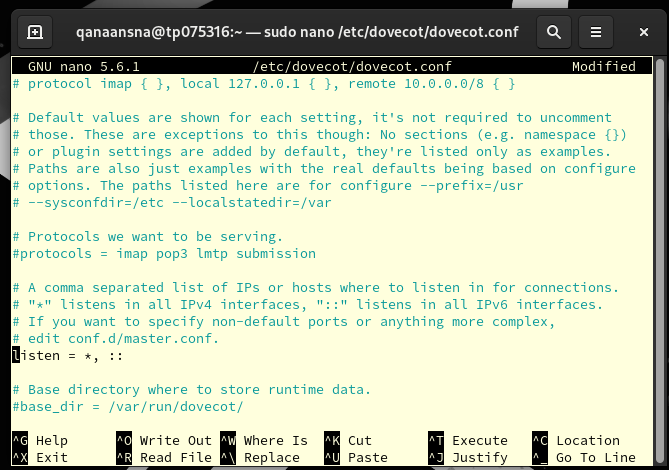 qanaansna@tp075316:~ — sudo nano /etc/dovecot/dovecot.conf
GNU nano 5.6.1 /etc/dovecot/dovecot.conf Modified
# protocol imap { }, local 127.0.0.1 { }, remote 10.0.0.0/8 { }
# Default values are shown for each setting, it's not required to uncomment
# those. These are exceptions to this though: No sections (e.g. namespace {})
# or plugin settings are added by default, they're listed only as examples.
# Paths are also just examples with the real defaults being based on configure
# options. The paths listed here are for configure --prefix=/usr
# --sysconfdir=/etc --localstatedir=/var
# Protocols we want to be serving.
#protocols = imap pop3 lmtp submission
# A comma separated list of IPs or hosts where to listen in for connections.
# "*" listens in all IPv4 interfaces, "::" listens in all IPv6 interfaces.
# If you want to specify non-default ports or anything more complex,
# edit conf.d/master.conf.
listen = *, ::
# Base directory where to store runtime data.
#base_dir = /var/run/dovecot/
^G Help ^O Write Out ^W Where Is ^K Cut ^T Execute ^C Location
^X Exit ^R Read File ^\ Replace ^U Paste ^J Justify ^_ Go To Line